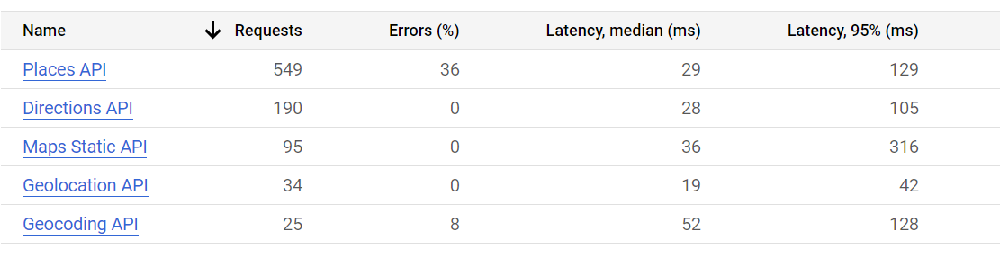 Name Requests Errors (%) Latency, median (ms) Latency, 95% (ms)
Places API 549 36 29 129
Directions API 190 0 28 105
Maps Static API 95 0 36 316
Geolocation API 34 0 19 42
Geocoding API 25 8 52 128